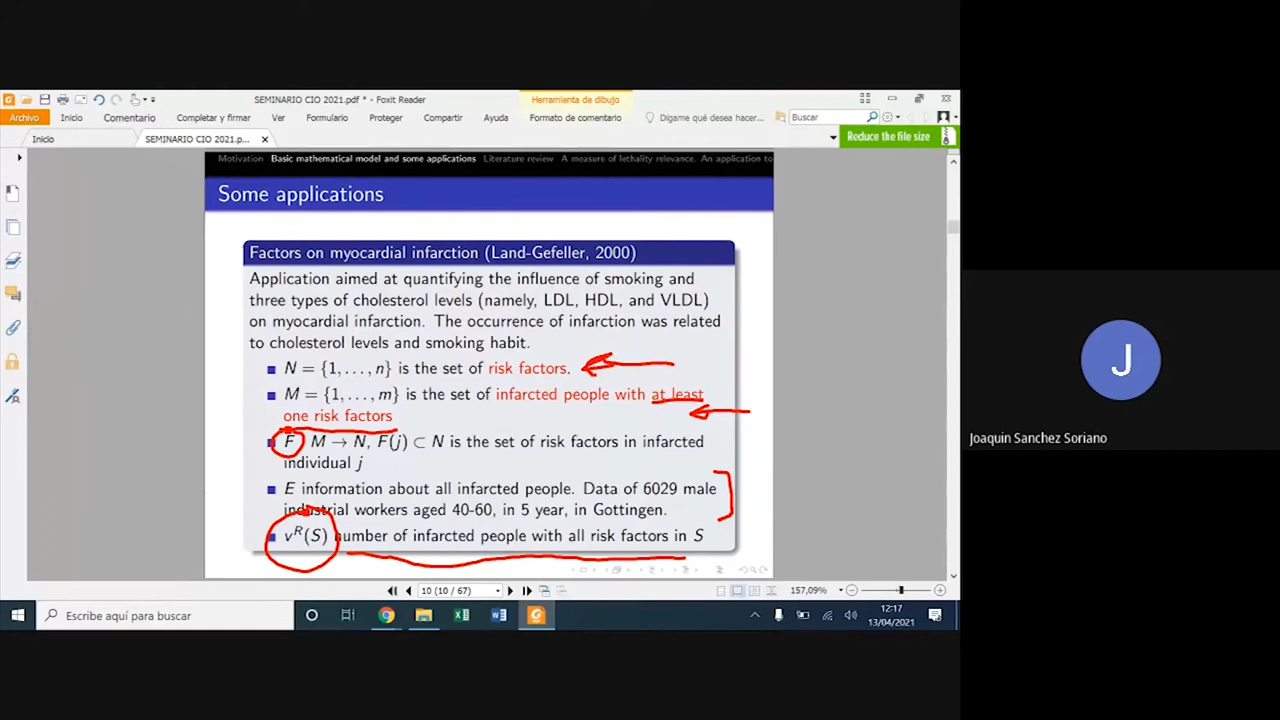 SEMINARIO CIO 2021.pdf * - Foxit Reader
Herramienta de dibujo
Archivo Inicio Comentario Completar y firmar Ver Formulario Proteger Compartir Ayuda Formato de comentario Dígame qué desea hacer... Buscar
Inicio SEMINARIO CIO 2021.p... Reduce the file size
Motivation Basic mathematical model and some applications Literature review A measure of lethality relevance. An application to
Some applications
Factors on myocardial infarction (Land-Gefeller, 2000)
Application aimed at quantifying the influence of smoking and
three types of cholesterol levels (namely, LDL, HDL, and VLDL)
on myocardial infarction. The occurrence of infarction was related
to cholesterol levels and smoking habit.
N = {1, . . . , n} is the set of risk factors.
M = {1, . . . , m} is the set of infarcted people with at least
one risk factors
F M → N, F(j) ⊂ N is the set of risk factors in infarcted
individual j
E information about all infarcted people. Data of 6029 male
industrial workers aged 40-60, in 5 year, in Gottingen.
v^R(S) number of infarcted people with all risk factors in S
J
Joaquin Sanchez Soriano
10 (10 / 67) 157,09%
Escribe aquí para buscar
12:17
13/04/2021